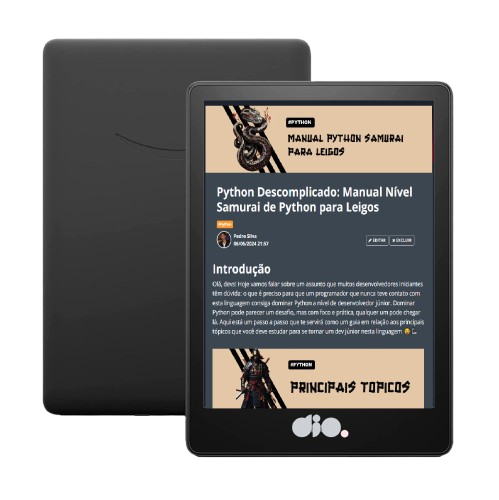 #PYTHON
MANUAL PYTHON SAMURAI
PARA LEIGOS
Python Descomplicado: Manual Nível
Samurai de Python para Leigos
#Python
Pedro Silva
06/06/2024 21:57
EDITAR
EXCLUIR
Introdução
Olá, devs! Hoje vamos falar sobre um assunto que muitos desenvolvedores iniciantes
têm dúvida: o que é preciso para que um programador que nunca teve contato com
esta linguagem consiga dominar Python a nível de desenvolvedor júnior. Dominar
Python pode parecer um desafio, mas com foco e prática, qualquer um pode chegar
lá. Aqui está um passo a passo que te servirá como um guia em relação aos principais
tópicos que você deve estudar para se tornar um dev júnior nesta linguagem
#PYTHON
PRINCIPAIS TOPICOS
dio.